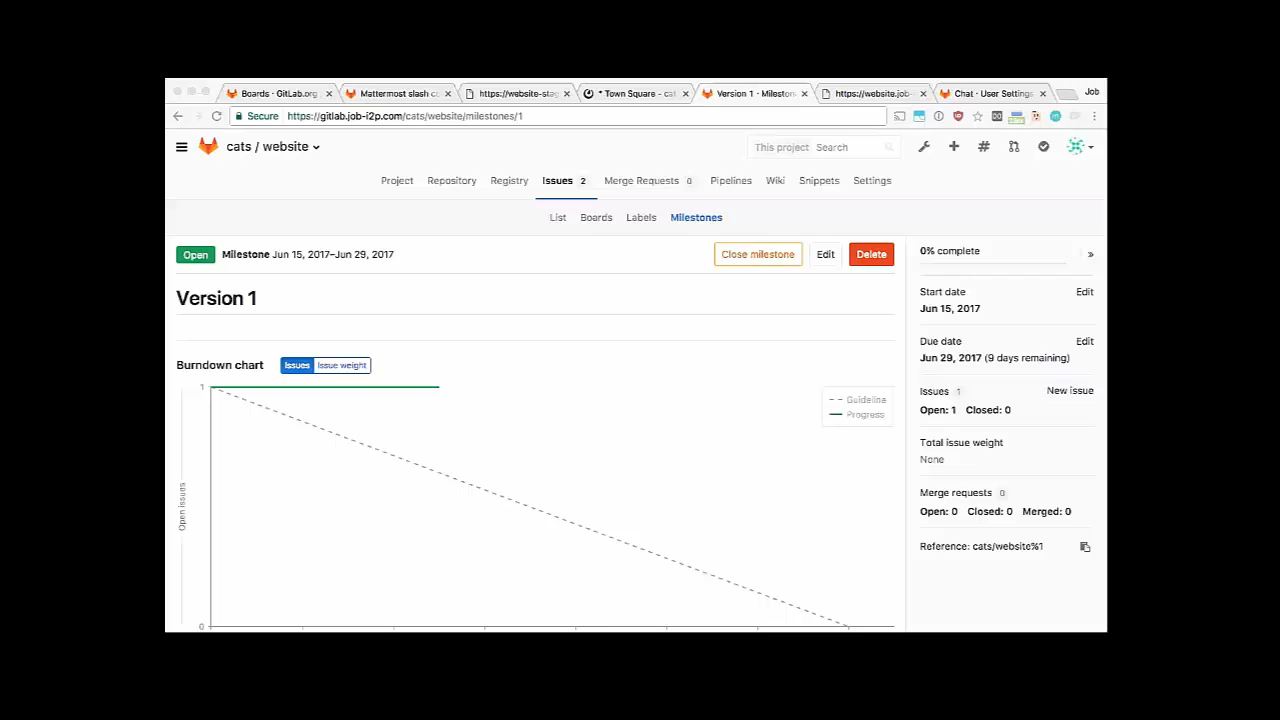 Boards · GitLab.org
Mattermost slash c
https://website-sta
* Town Square - cat
Version 1 · Mileston
https://website.job-
Chat · User Settings
Job
Secure https://gitlab.job-i2p.com/cats/website/milestones/1
cats / website
This project Search
Project Repository Registry Issues 2 Merge Requests 0 Pipelines Wiki Snippets Settings
List Boards Labels Milestones
Open Milestone Jun 15, 2017–Jun 29, 2017
Close milestone Edit Delete
Version 1
Burndown chart Issues Issue weight
1
Guideline
Progress
Open issues
0
0% complete
»
Start date Edit
Jun 15, 2017
Due date Edit
Jun 29, 2017 (9 days remaining)
Issues 1 New issue
Open: 1 Closed: 0
Total issue weight
None
Merge requests 0
Open: 0 Closed: 0 Merged: 0
Reference: cats/website%1